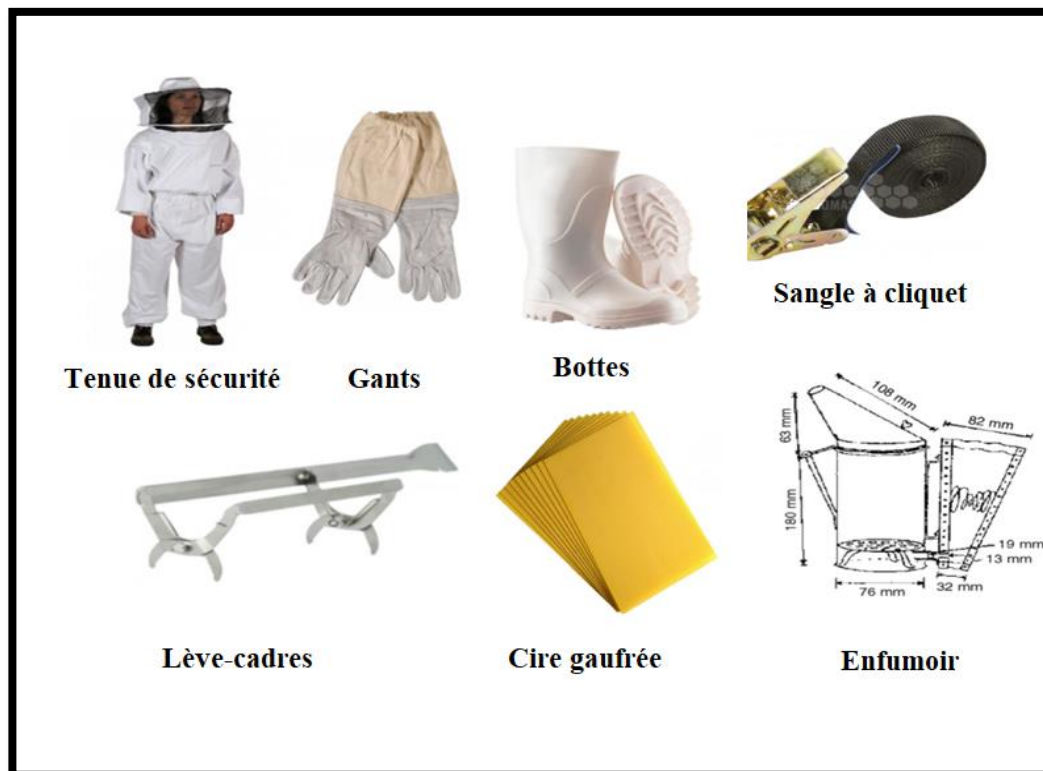 Sangle à cliquet
Tenue de sécurité
Gants
Bottes
108 mm
82 mm
63 mm
180 mm
19 mm
13 mm
76 mm
32 mm
Lève-cadres
Cire gaufrée
Enfumoir